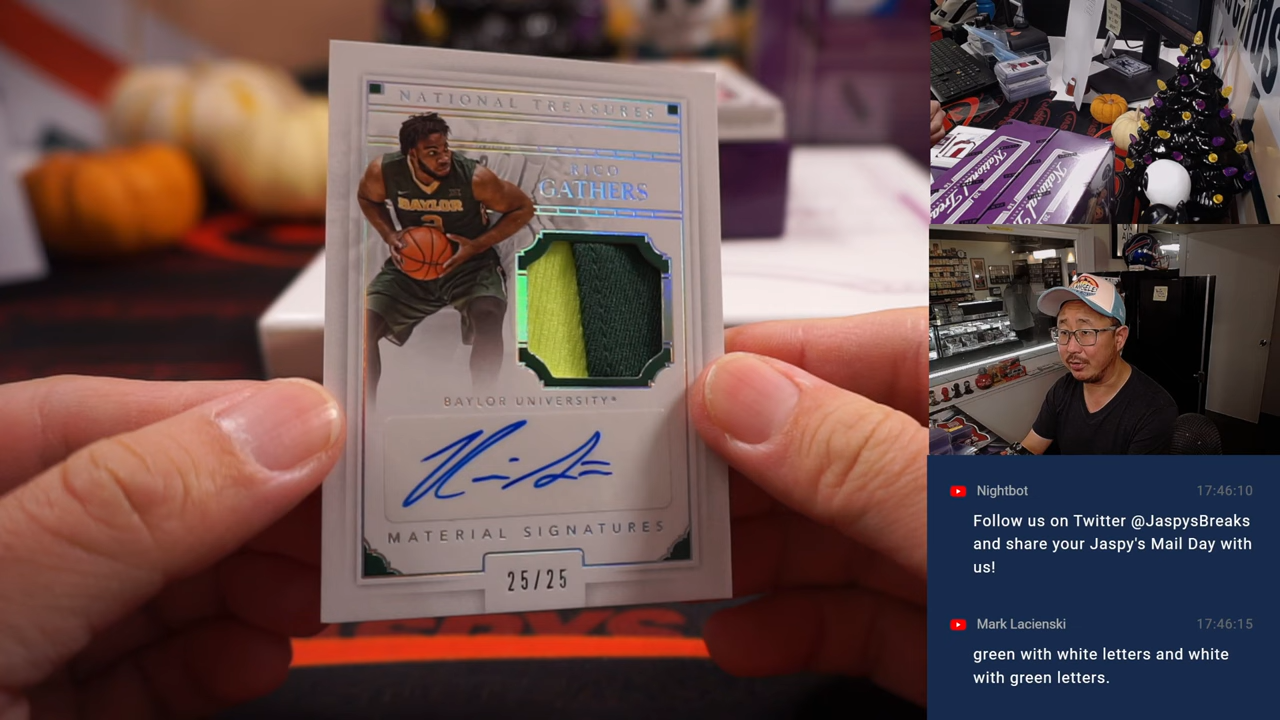 NATIONAL TREASURES
RICO
GATHERS
BAYLOR
BAYLOR UNIVERSITY
MATERIAL SIGNATURES
25/25
National
Nightbot
17:46:10
Follow us on Twitter @JaspysBreaks
and share your Jaspy's Mail Day with
us!
Mark Lacienski
17:46:15
green with white letters and white
with green letters.